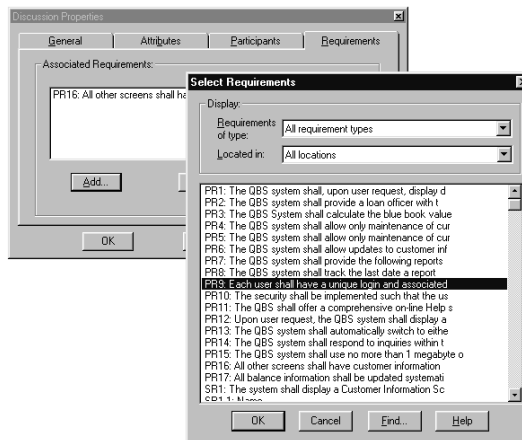 Discussion Properties
General
Attributes
Participants
Requirements
Associated Requirements:
PR16: All other screens shall ha
Add...
OK
Select Requirements
Display:
Requirements of type:
All requirement types
Located in:
All locations
PR1: The QBS system shall, upon user request, display d
PR2: The QBS system shall provide a loan officer with t
PR3: The QBS System shall calculate the blue book value
PR4: The QBS system shall allow only maintenance of cur
PR5: The QBS system shall allow only maintenance of cur
PR6: The QBS system shall allow updates to customer inf
PR7: The QBS system shall provide the following reports
PR8: The QBS system shall track the last date a report
PR9: Each user shall have a unique login and associated
PR10: The security shall be implemented such that the us
PR11: The QBS shall offer a comprehensive on-line Help s
PR12: Upon user request, the QBS system shall display a
PR13: The QBS system shall automatically switch to eithe
PR14: The QBS system shall respond to inquiries within t
PR15: The QBS system shall use no more than 1 megabyte o
PR16: All other screens shall have customer information
PR17: All balance information shall be updated systemati
SR1: The system shall display a Customer Information Sc
SR1.1: Name
OK
Cancel
Find...
Help